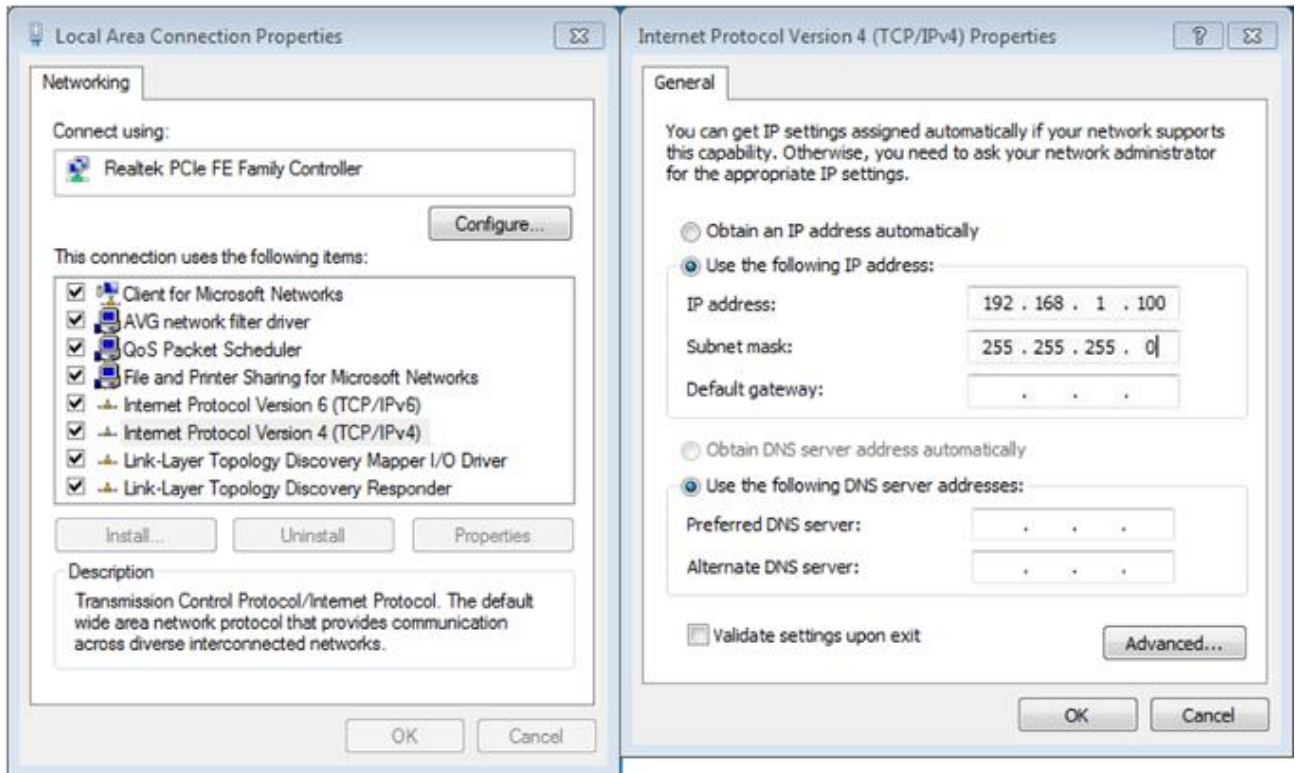 Local Area Connection Properties
Networking
Connect using:
Realtek PCIe FE Family Controller
Configure...
This connection uses the following items:
Client for Microsoft Networks
AVG network filter driver
QoS Packet Scheduler
File and Printer Sharing for Microsoft Networks
Internet Protocol Version 6 (TCP/IPv6)
Internet Protocol Version 4 (TCP/IPv4)
Link-Layer Topology Discovery Mapper I/O Driver
Link-Layer Topology Discovery Responder
Install...
Uninstall
Properties
Description
Transmission Control Protocol/Internet Protocol. The default
wide area network protocol that provides communication
across diverse interconnected networks.
OK
Cancel
Internet Protocol Version 4 (TCP/IPv4) Properties
General
You can get IP settings assigned automatically if your network supports
this capability. Otherwise, you need to ask your network administrator
for the appropriate IP settings.
Obtain an IP address automatically
Use the following IP address:
IP address: 192 . 168 . 1 . 100
Subnet mask: 255 . 255 . 255 . 0
Default gateway: . . .
Obtain DNS server address automatically
Use the following DNS server addresses:
Preferred DNS server: . . .
Alternate DNS server: . . .
Validate settings upon exit
Advanced...
OK
Cancel